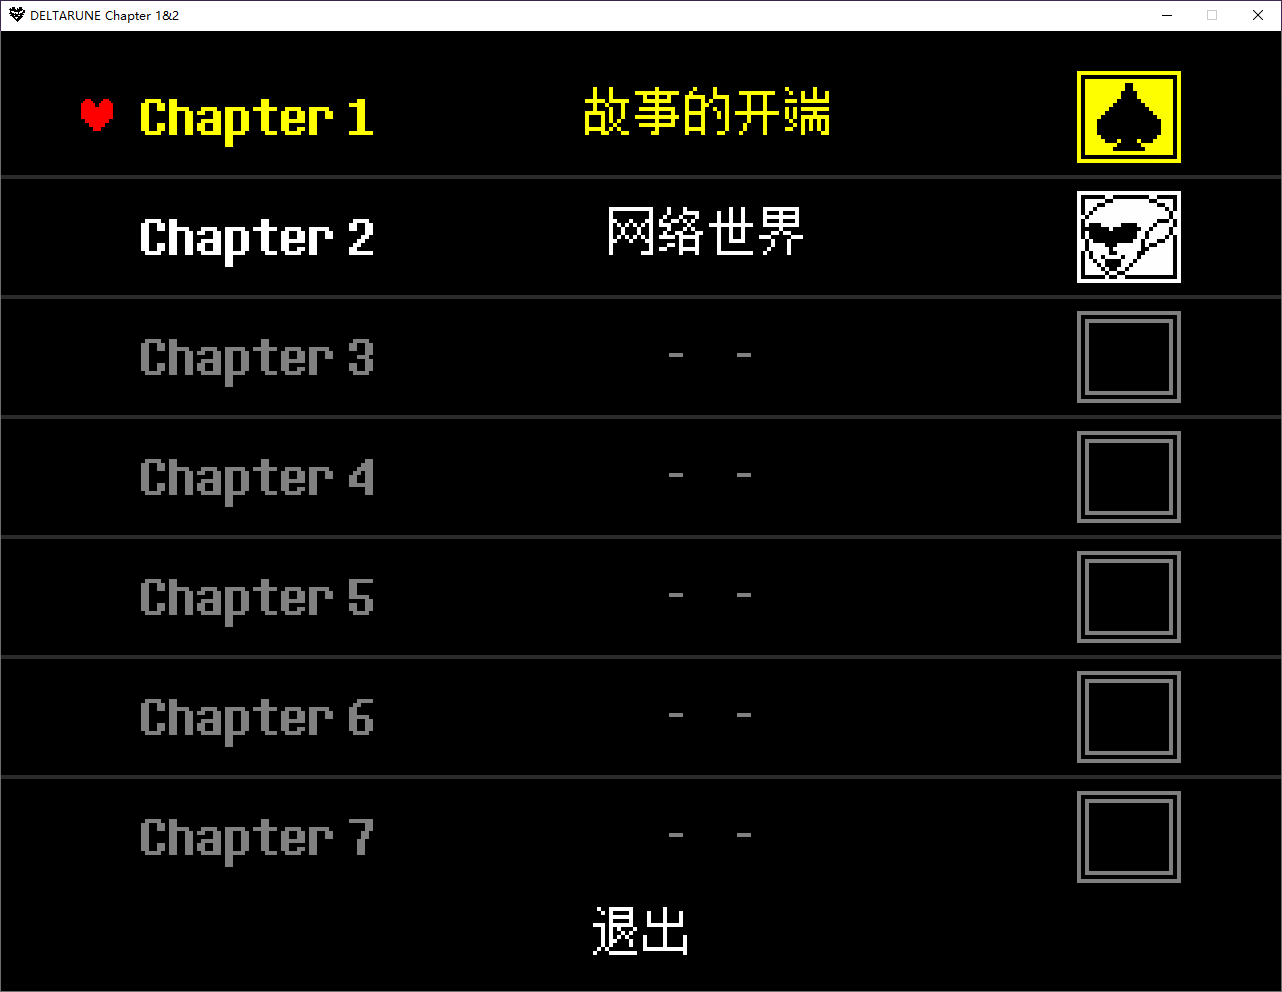 DELTARUNE Chapter 1&2
Chapter 1 故事的开端
Chapter 2 网络世界
Chapter 3 - -
Chapter 4 - -
Chapter 5 - -
Chapter 6 - -
Chapter 7 - -
退出